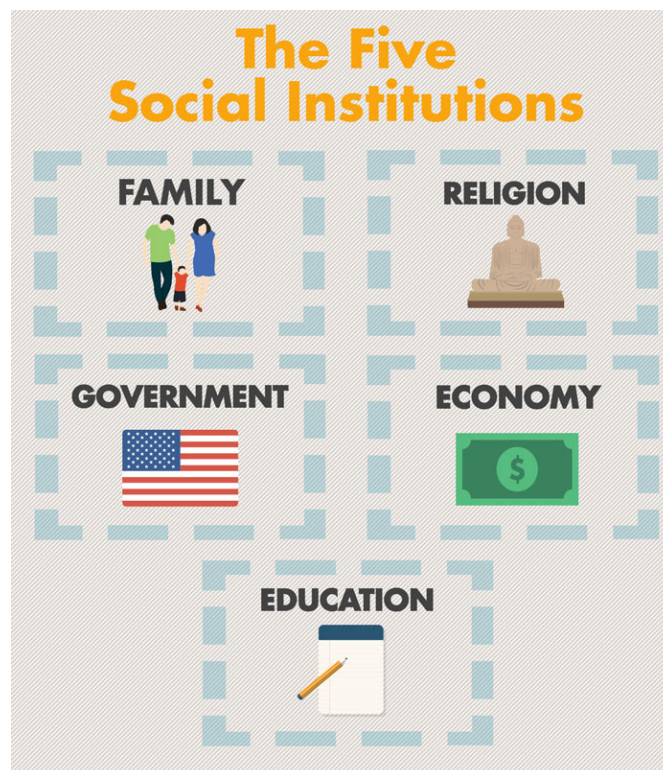 The Five
Social Institutions
FAMILY
RELIGION
GOVERNMENT
ECONOMY
$
EDUCATION